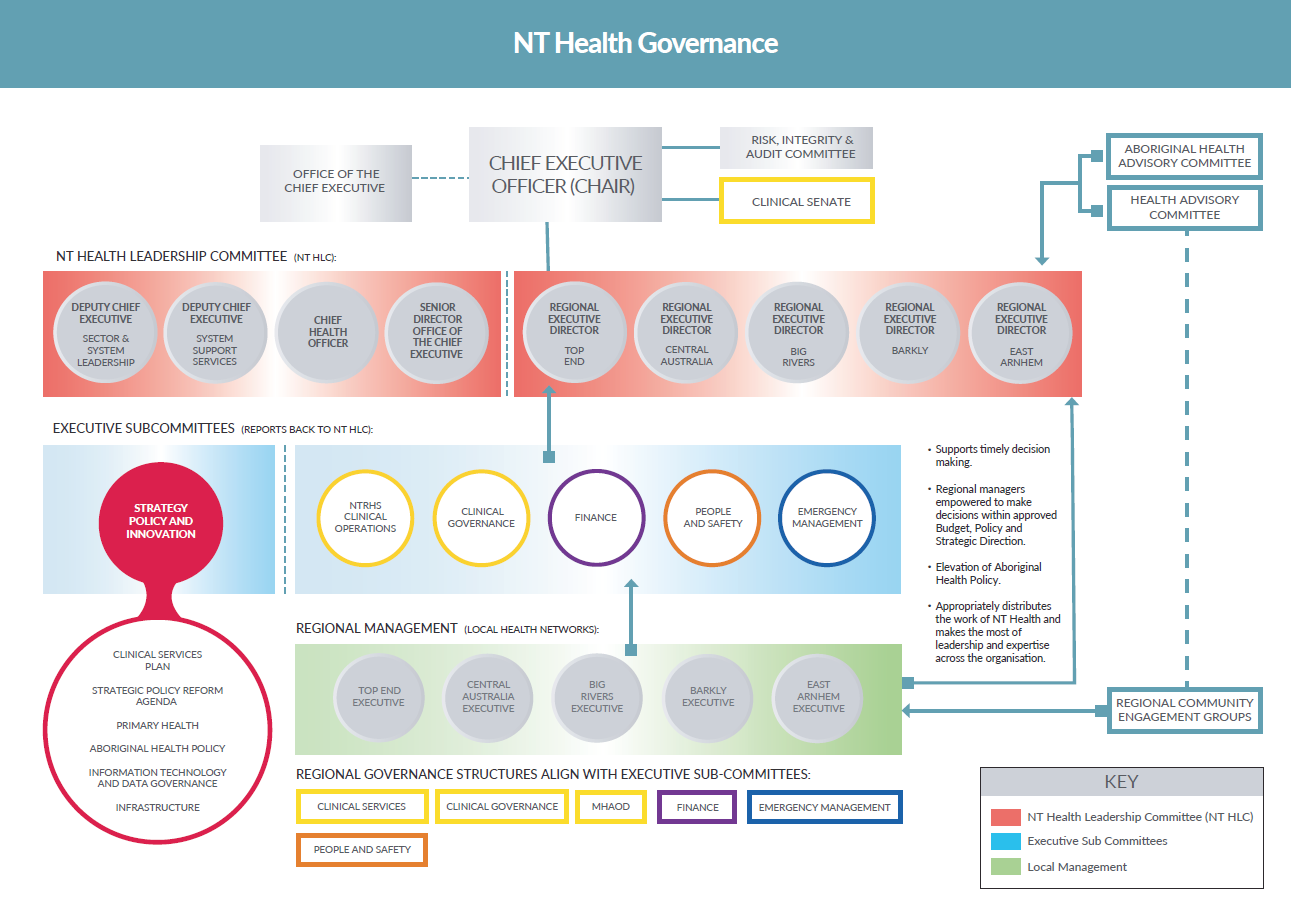 NT Health Governance
OFFICE OF THE
CHIEF EXECUTIVE
CHIEF EXECUTIVE
OFFICER (CHAIR)
RISK, INTEGRITY &
AUDIT COMMITTEE
CLINICAL SENATE
ABORIGINAL HEALTH
ADVISORY COMMITTEE
HEALTH ADVISORY
COMMITTEE
NT HEALTH LEADERSHIP COMMITTEE (NT HLC):
DEPUTY CHIEF
EXECUTIVE
SECTOR &
SYSTEM
LEADERSHIP
DEPUTY CHIEF
EXECUTIVE
SYSTEM
SUPPORT
SERVICES
CHIEF
HEALTH
OFFICER
SENIOR
DIRECTOR
OFFICE OF
THE CHIEF
EXECUTIVE
REGIONAL
EXECUTIVE
DIRECTOR
TOP
END
REGIONAL
EXECUTIVE
DIRECTOR
CENTRAL
AUSTRALIA
REGIONAL
EXECUTIVE
DIRECTOR
BIG
RIVERS
REGIONAL
EXECUTIVE
DIRECTOR
BARKLY
REGIONAL
EXECUTIVE
DIRECTOR
EAST
ARNHEM
EXECUTIVE SUBCOMMITTEES (REPORTS BACK TO NT HLC):
STRATEGY
POLICY AND
INNOVATION
NTRHS
CLINICAL
OPERATIONS
CLINICAL
GOVERNANCE
FINANCE
PEOPLE
AND SAFETY
EMERGENCY
MANAGEMENT
• Supports timely decision
making.
• Regional managers
empowered to make
decisions within approved
Budget, Policy and
Strategic Direction.
• Elevation of Aboriginal
Health Policy.
• Appropriately distributes
the work of NT Health and
makes the most of
leadership and expertise
across the organisation.
CLINICAL SERVICES
PLAN
STRATEGIC POLICY REFORM
AGENDA
PRIMARY HEALTH
ABORIGINAL HEALTH POLICY
INFORMATION TECHNOLOGY
AND DATA GOVERNANCE
INFRASTRUCTURE
REGIONAL MANAGEMENT (LOCAL HEALTH NETWORKS):
TOP END
EXECUTIVE
CENTRAL
AUSTRALIA
EXECUTIVE
BIG
RIVERS
EXECUTIVE
BARKLY
EXECUTIVE
EAST
ARNHEM
EXECUTIVE
REGIONAL COMMUNITY
ENGAGEMENT GROUPS
REGIONAL GOVERNANCE STRUCTURES ALIGN WITH EXECUTIVE SUB-COMMITTEES:
CLINICAL SERVICES
CLINICAL GOVERNANCE
MHAOD
FINANCE
EMERGENCY MANAGEMENT
PEOPLE AND SAFETY
KEY
NT Health Leadership Committee (NT HLC)
Executive Sub Committees
Local Management